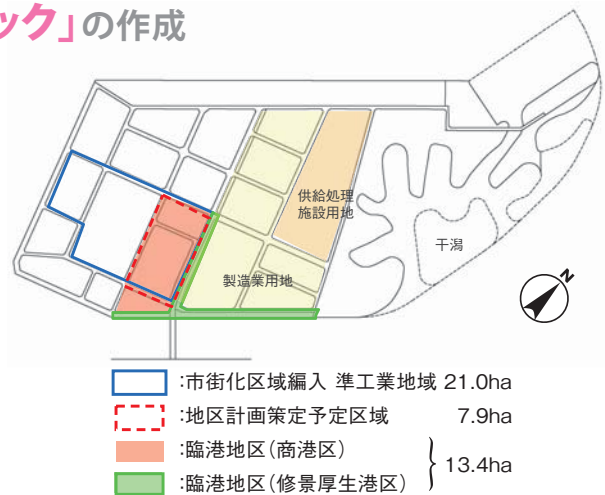 ック」の作成
供給処理
施設用地
干潟
製造業用地
N
:市街化区域編入 準工業地域 21.0ha
:地区計画策定予定区域 7.9ha
:臨港地区(商港区)
13.4ha
:臨港地区(修景厚生港区)